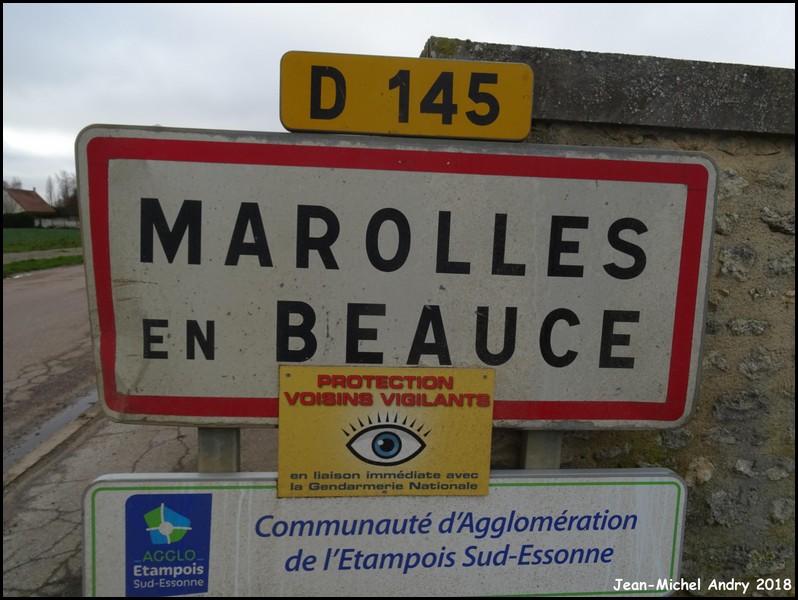 D 145
MAROLLES
EN BEAUCE
PROTECTION
VOISINS VIGILANTS
en liaison immédiate avec
la Gendarmerie Nationale
AGGLO
Etampois
Sud-Essonne
Communauté d'Agglomération
de l'Etampois Sud-Essonne
Jean-Michel Andry 2018